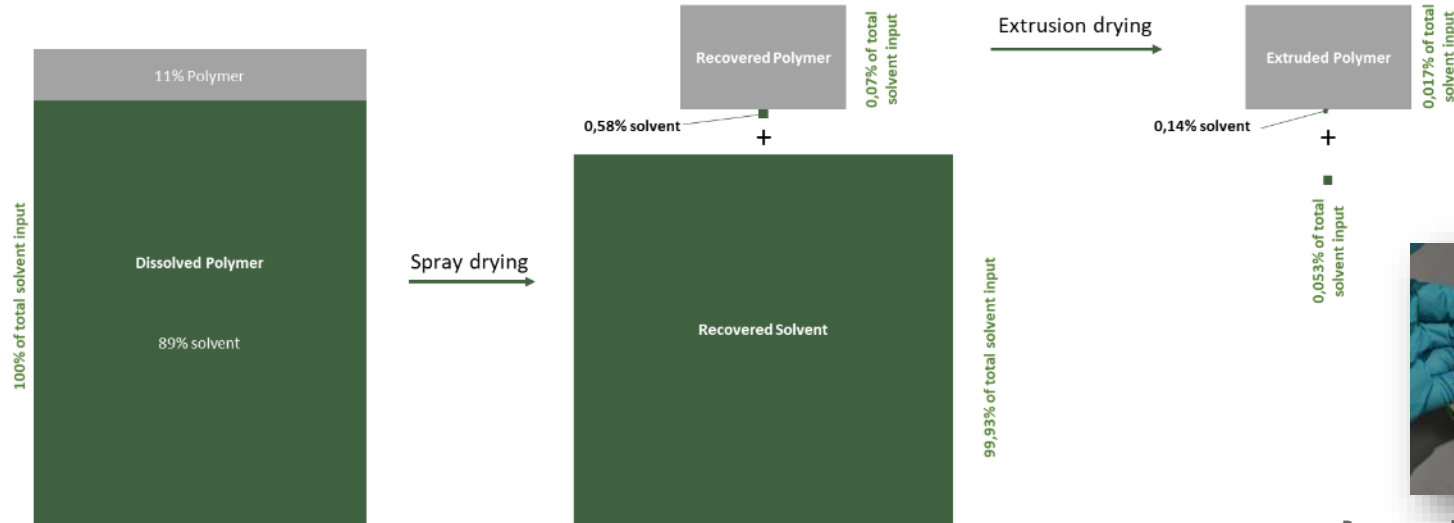 100% of total solvent input
11% Polymer
Dissolved Polymer
89% solvent
Spray drying
Recovered Polymer
0,07% of total
solvent input
0,58% solvent
+
Recovered Solvent
99,93% of total solvent input
Extrusion drying
Extruded Polymer
0,017% of total
solvent input
0,14% solvent
+
0,053% of total
solvent input